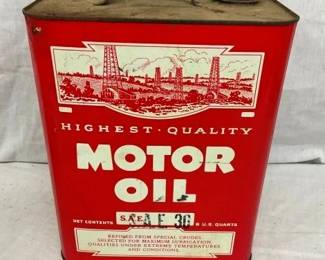 HIGHEST · QUALITY
MOTOR
OIL
NET CONTENTS S.A.E. 8 U.S. QUARTS
S.A.E 30
REFINED FROM SPECIAL CRUDES,
SELECTED FOR MAXIMUM LUBRICATION
QUALITIES UNDER EXTREME TEMPERATURES
AND CONDITIONS.